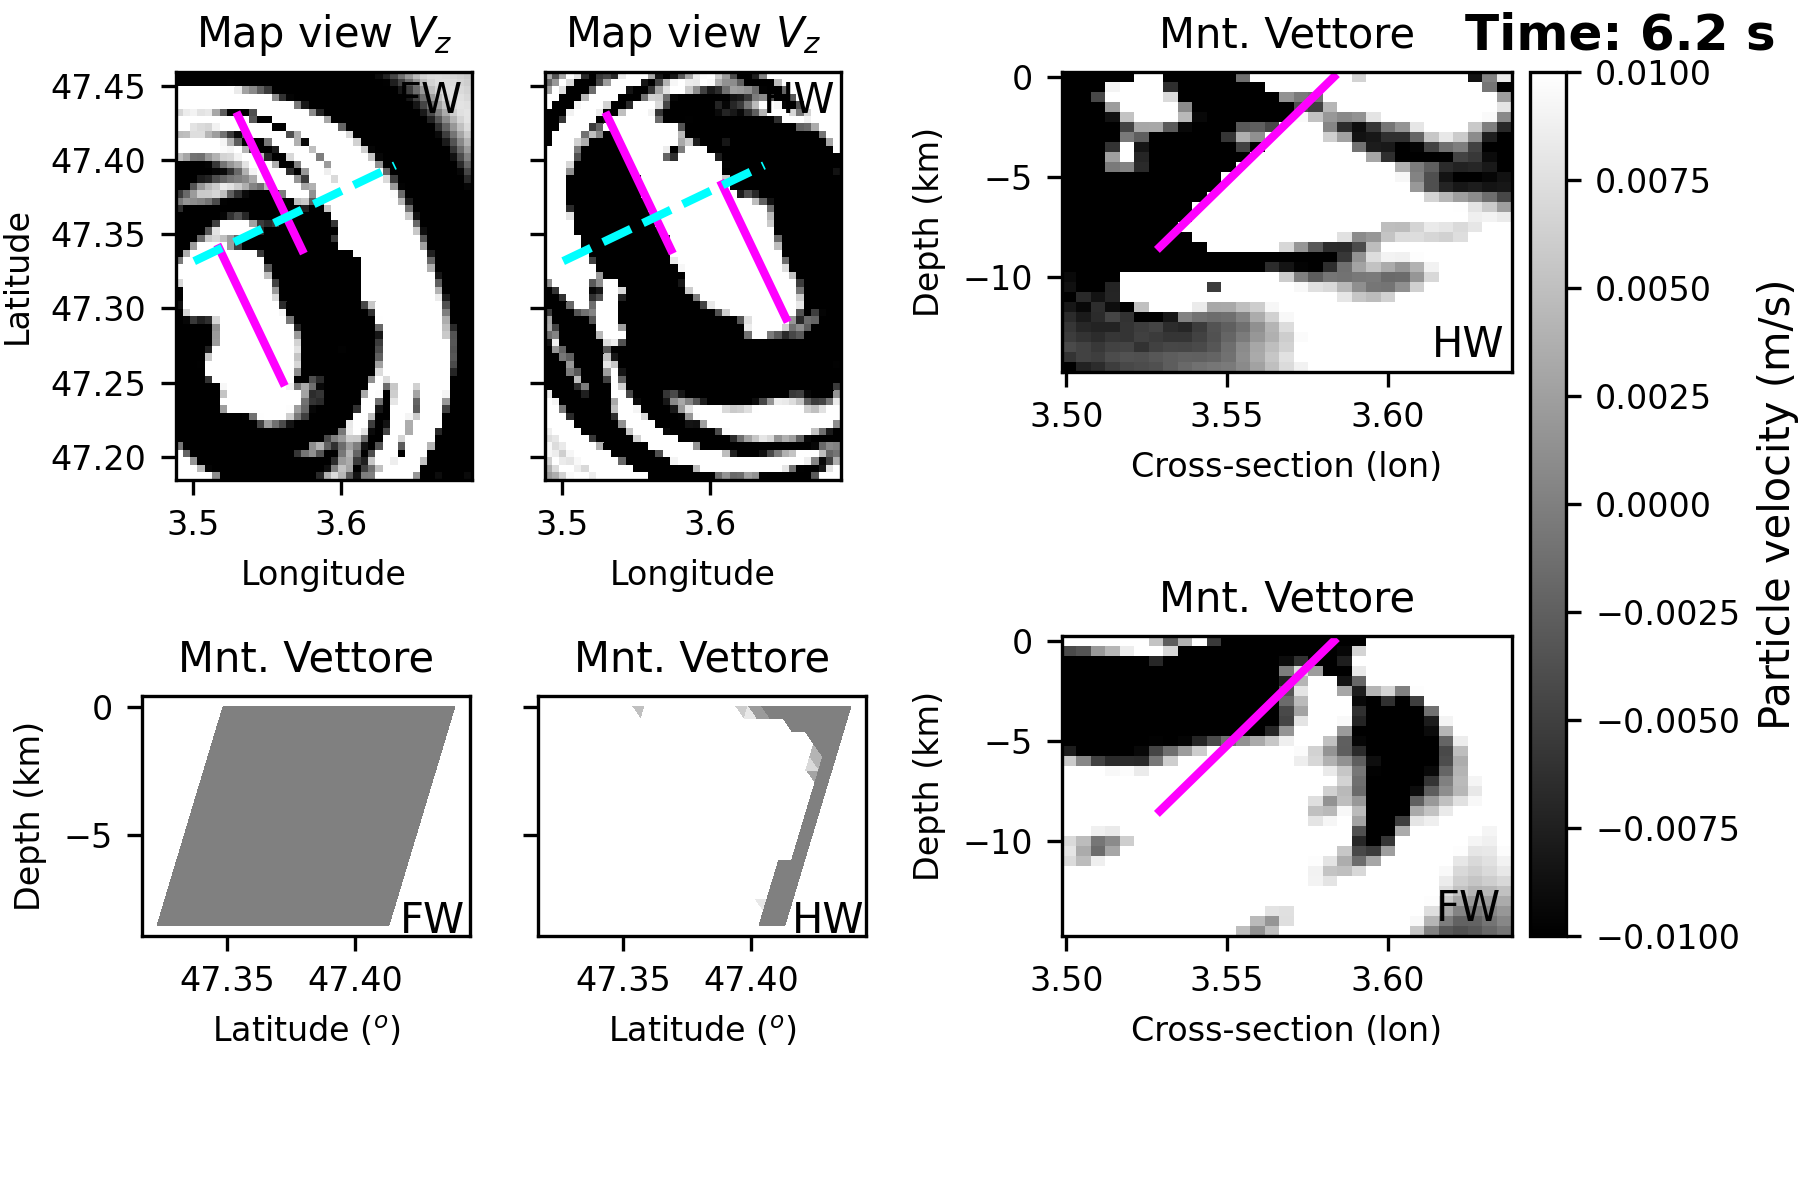 Map view Vz
FW
47.45
47.40
47.35
47.30
47.25
47.20
Latitude
3.5 3.6
Longitude
Map view Vz
HW
3.5 3.6
Longitude
Mnt. Vettore
Time: 6.2 s
0
−5
−10
Depth (km)
HW
3.50 3.55 3.60
Cross-section (lon)
0.0100
0.0075
0.0050
0.0025
0.0000
−0.0025
−0.0050
−0.0075
−0.0100
Particle velocity (m/s)
Mnt. Vettore
0
−5
Depth (km)
FW
47.35 47.40
Latitude (o)
Mnt. Vettore
HW
47.35 47.40
Latitude (o)
Mnt. Vettore
0
−5
−10
Depth (km)
FW
3.50 3.55 3.60
Cross-section (lon)